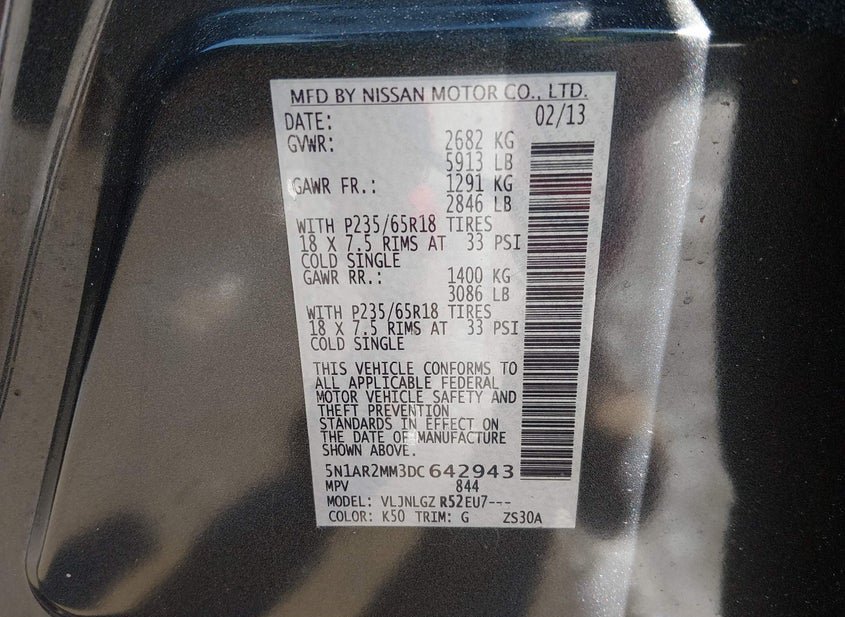 MFD BY NISSAN MOTOR CO., LTD.
DATE: 02/13
GVWR: 2682 KG
5913 LB
GAWR FR.: 1291 KG
2846 LB
WITH P235/65R18 TIRES
18 X 7.5 RIMS AT 33 PSI
COLD SINGLE
GAWR RR.: 1400 KG
3086 LB
WITH P235/65R18 TIRES
18 X 7.5 RIMS AT 33 PSI
COLD SINGLE
THIS VEHICLE CONFORMS TO
ALL APPLICABLE FEDERAL
MOTOR VEHICLE SAFETY AND
THEFT PREVENTION
STANDARDS IN EFFECT ON
THE DATE OF MANUFACTURE
SHOWN ABOVE.
5N1AR2MM3DC642943
MPV 844
MODEL: VLJNLGZ R52EU7---
COLOR: K50 TRIM: G ZS30A